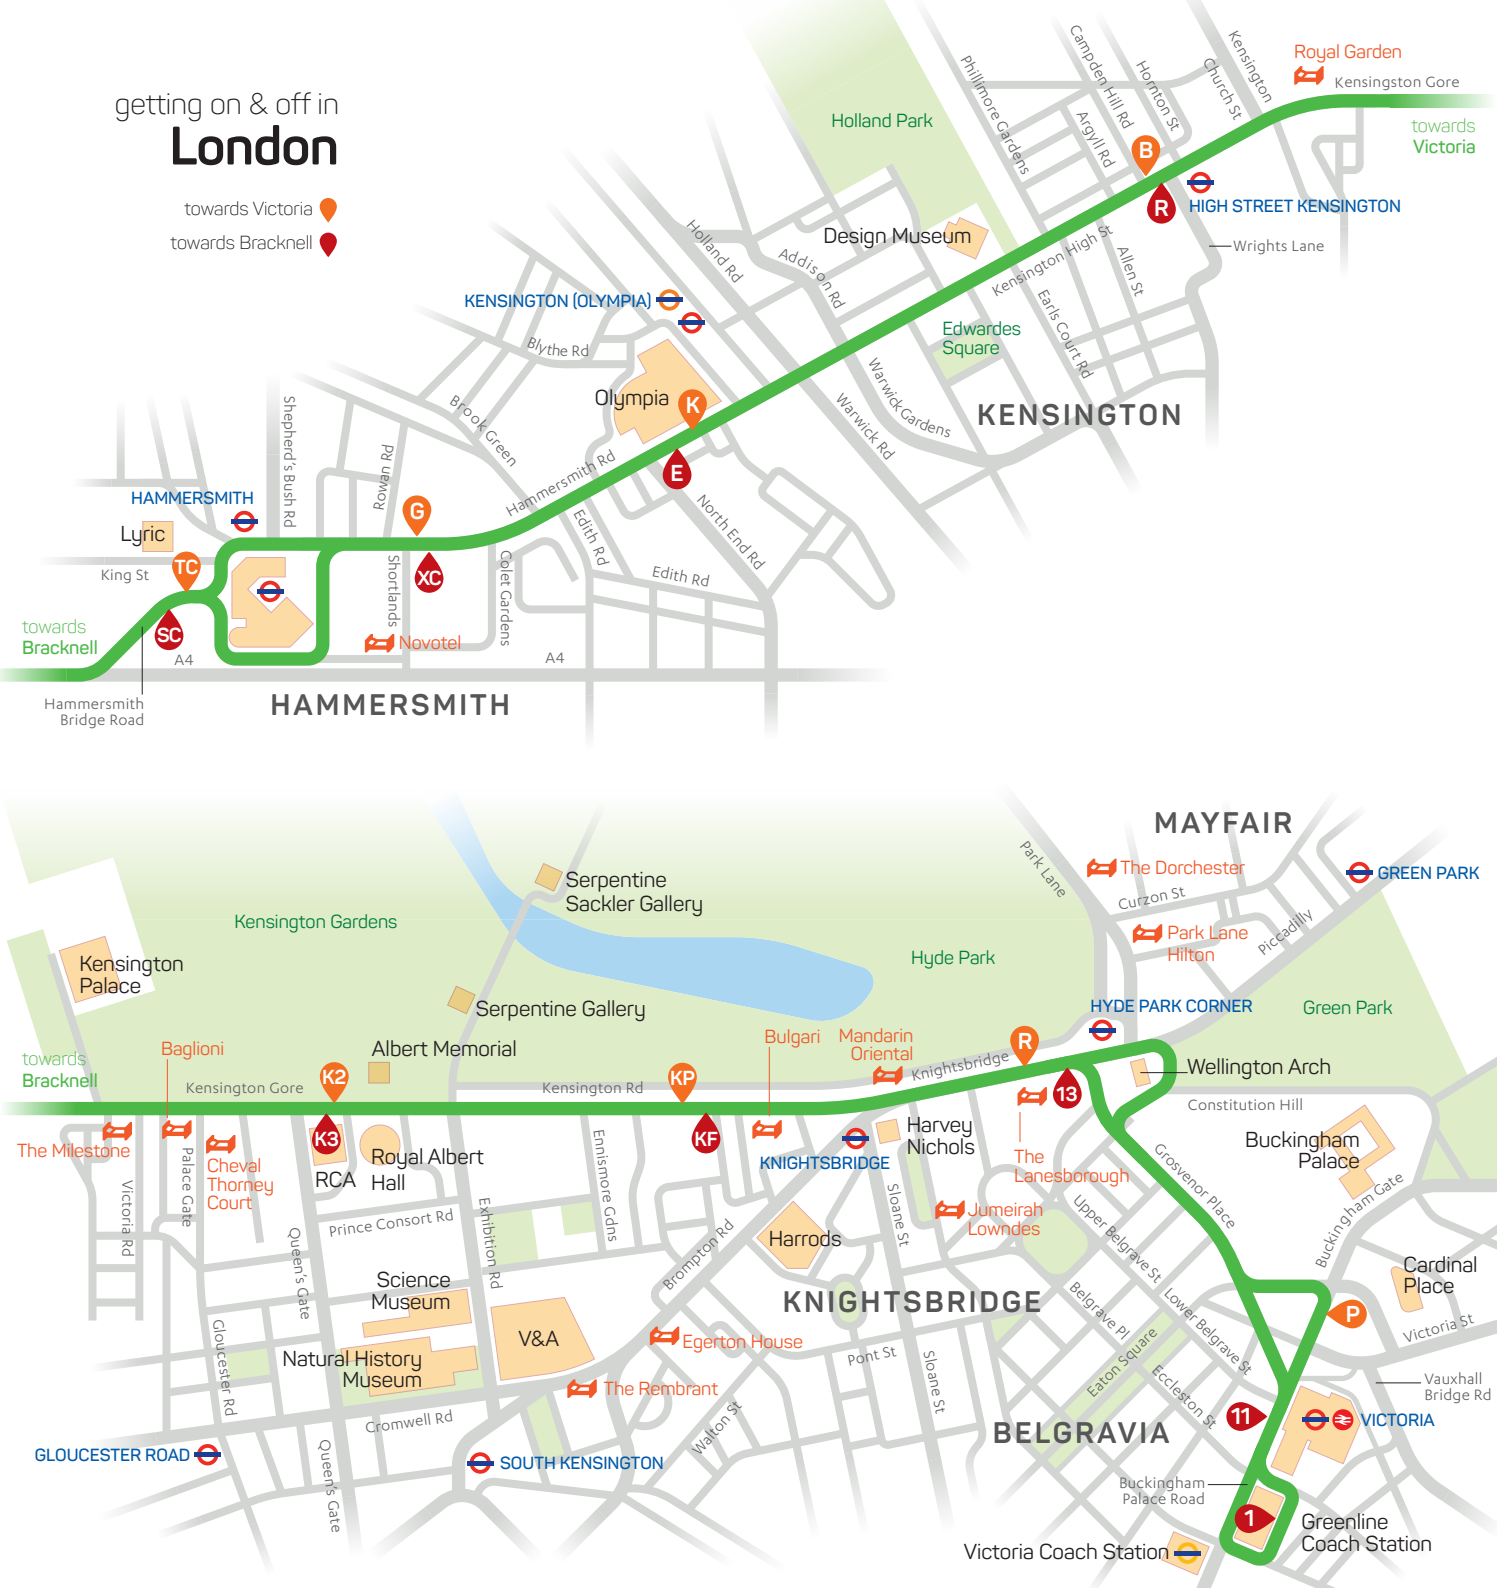 getting on & off in
London
towards Victoria
towards Bracknell
Holland Park
Phillimore Gardens
Campden Hill Rd
Argyll Rd
Hornton St
Kensington
Church St
Royal Garden
Kensingston Gore
towards
Victoria
B
R
HIGH STREET KENSINGTON
Wrights Lane
Design Museum
Kensington High St
Allen St
Earls Court Rd
Holland Rd
Addison Rd
KENSINGTON (OLYMPIA)
Blythe Rd
Edwardes
Square
Warwick Gardens
Warwick Rd
KENSINGTON
Olympia
K
E
Brook Green
Hammersmith Rd
North End Rd
Shepherd's Bush Rd
Rowan Rd
G
XC
HAMMERSMITH
Lyric
TC
King St
SC
towards
Bracknell
A4
Hammersmith
Bridge Road
Shortlands
Colet Gardens
Edith Rd
Edith Rd
Novotel
A4
HAMMERSMITH
MAYFAIR
Park Lane
The Dorchester
Curzon St
GREEN PARK
Park Lane
Hilton
Piccadilly
Serpentine
Sackler Gallery
Kensington Gardens
Hyde Park
Kensington
Palace
Serpentine Gallery
HYDE PARK CORNER
Green Park
towards
Bracknell
Baglioni
Albert Memorial
Bulgari
Mandarin
Oriental
Knightsbridge
R
Wellington Arch
Kensington Gore
K2
Kensington Rd
KP
13
Constitution Hill
The Milestone
Palace Gate
Cheval
Thorney
Court
K3
RCA
Royal Albert
Hall
Ennismore Gdns
KF
KNIGHTSBRIDGE
Harvey
Nichols
The
Lanesborough
Grosvenor Place
Buckingham
Palace
Buckingham Gate
Victoria Rd
Prince Consort Rd
Exhibition Rd
Queen's Gate
Brompton Rd
Harrods
Sloane St
Jumeirah
Lowndes
Upper Belgrave St
Cardinal
Place
Science
Museum
KNIGHTSBRIDGE
Belgrave Pl
Lower Belgrave St
P
Victoria St
Gloucester Rd
Natural History
Museum
V&A
Egerton House
Pont St
Sloane St
Eaton Square
Eccleston St
Vauxhall
Bridge Rd
The Rembrant
Cromwell Rd
Walton St
BELGRAVIA
11
VICTORIA
GLOUCESTER ROAD
Queen's Gate
SOUTH KENSINGTON
Buckingham
Palace Road
1
Greenline
Coach Station
Victoria Coach Station